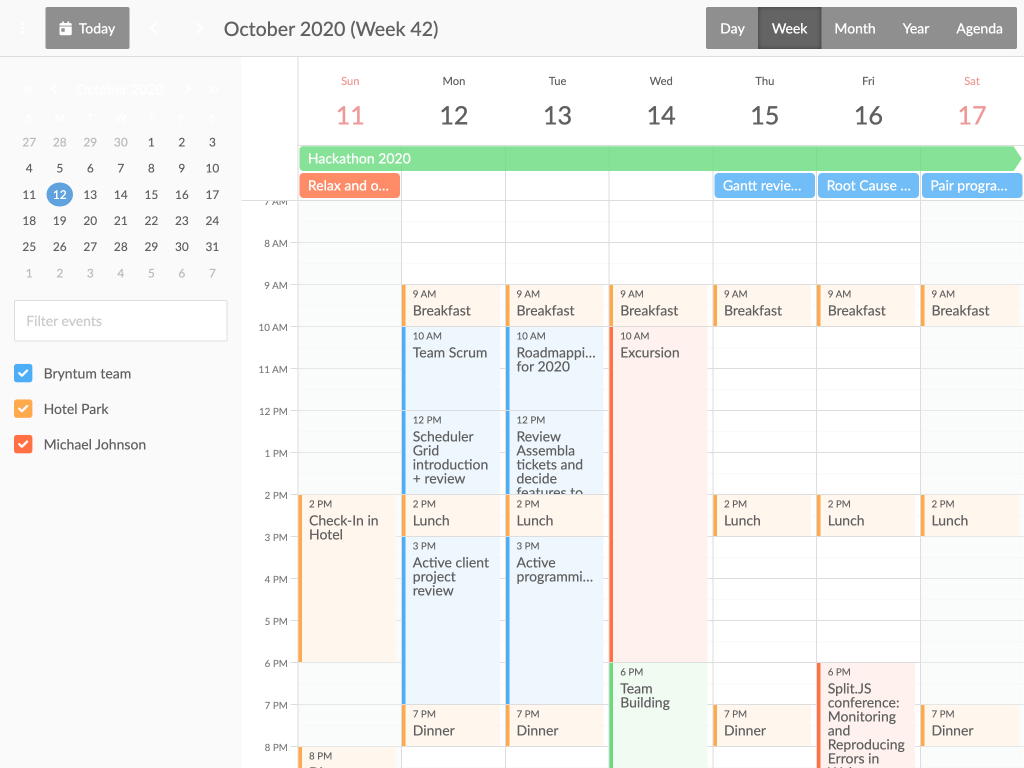 Today
October 2020 (Week 42)
Day
Week
Month
Year
Agenda
October 2020
27 28 29 30 1 2 3
4 5 6 7 8 9 10
11 12 13 14 15 16 17
18 19 20 21 22 23 24
25 26 27 28 29 30 31
1 2 3 4 5 6 7
Filter events
Bryntum team
Hotel Park
Michael Johnson
Sun Mon Tue Wed Thu Fri Sat
11 12 13 14 15 16 17
Hackathon 2020
Relax and o...
Gantt revie...
Root Cause ...
Pair progra...
7 AM
8 AM
9 AM
10 AM
11 AM
12 PM
1 PM
2 PM
3 PM
4 PM
5 PM
6 PM
7 PM
8 PM
2 PM
Check-In in
Hotel
8 PM
9 AM
Breakfast
10 AM
Team Scrum
12 PM
Scheduler
Grid
introduction
+ review
2 PM
Lunch
3 PM
Active client
project
review
7 PM
Dinner
9 AM
Breakfast
10 AM
Roadmappi...
for 2020
12 PM
Review
Assembla
tickets and
decide
features to
2 PM
Lunch
3 PM
Active
programmi...
7 PM
Dinner
9 AM
Breakfast
10 AM
Excursion
6 PM
Team
Building
9 AM
Breakfast
2 PM
Lunch
7 PM
Dinner
9 AM
Breakfast
2 PM
Lunch
6 PM
Split.JS
conference:
Monitoring
and
Reproducing
Errors in
9 AM
Breakfast
2 PM
Lunch
7 PM
Dinner